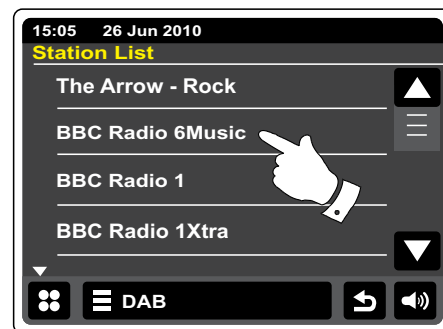 15:05 26 Jun 2010
Station List
The Arrow - Rock
BBC Radio 6Music
BBC Radio 1
BBC Radio 1Xtra
DAB